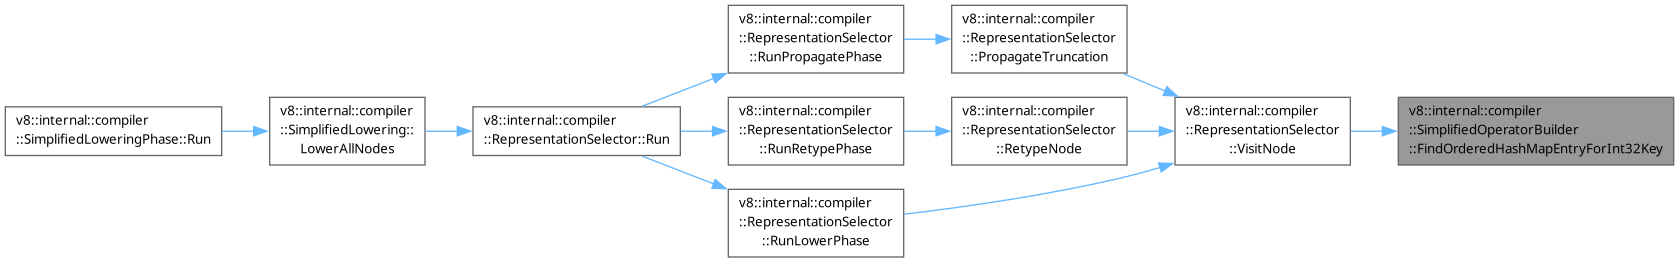 v8::internal::compiler
::SimplifiedLoweringPhase::Run
v8::internal::compiler
::SimplifiedLowering::
LowerAllNodes
v8::internal::compiler
::RepresentationSelector::Run
v8::internal::compiler
::RepresentationSelector
::RunPropagatePhase
v8::internal::compiler
::RepresentationSelector
::PropagateTruncation
v8::internal::compiler
::RepresentationSelector
::RunRetypePhase
v8::internal::compiler
::RepresentationSelector
::RetypeNode
v8::internal::compiler
::RepresentationSelector
::RunLowerPhase
v8::internal::compiler
::RepresentationSelector
::VisitNode
v8::internal::compiler
::SimplifiedOperatorBuilder
::FindOrderedHashMapEntryForInt32Key